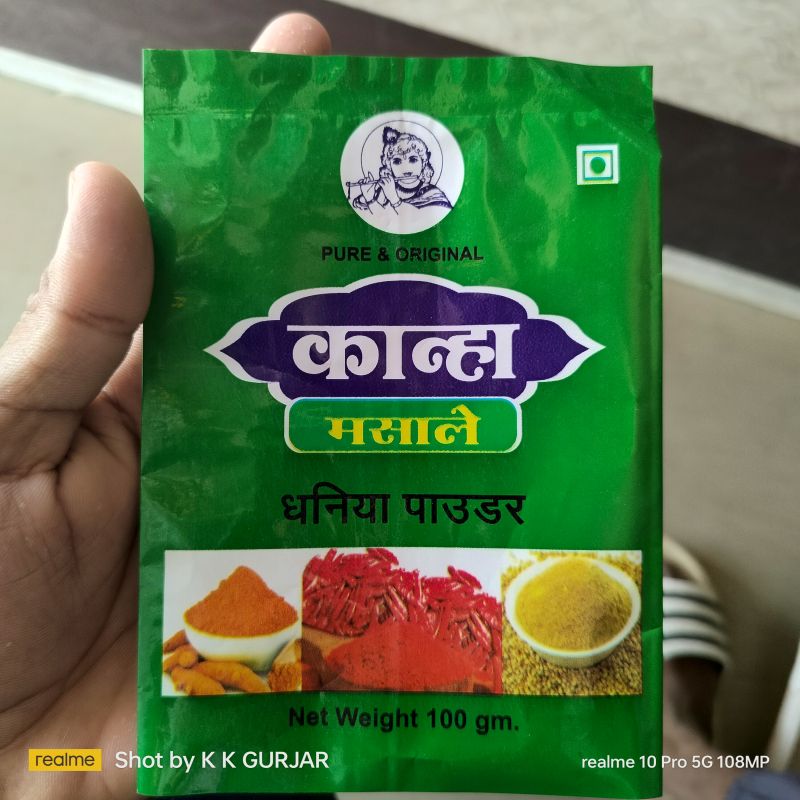 PURE & ORIGINAL
कान्हा
मसाले
धनिया पाउडर
Net Weight 100 gm.
realme Shot by K K GURJAR
realme 10 Pro 5G 108MP